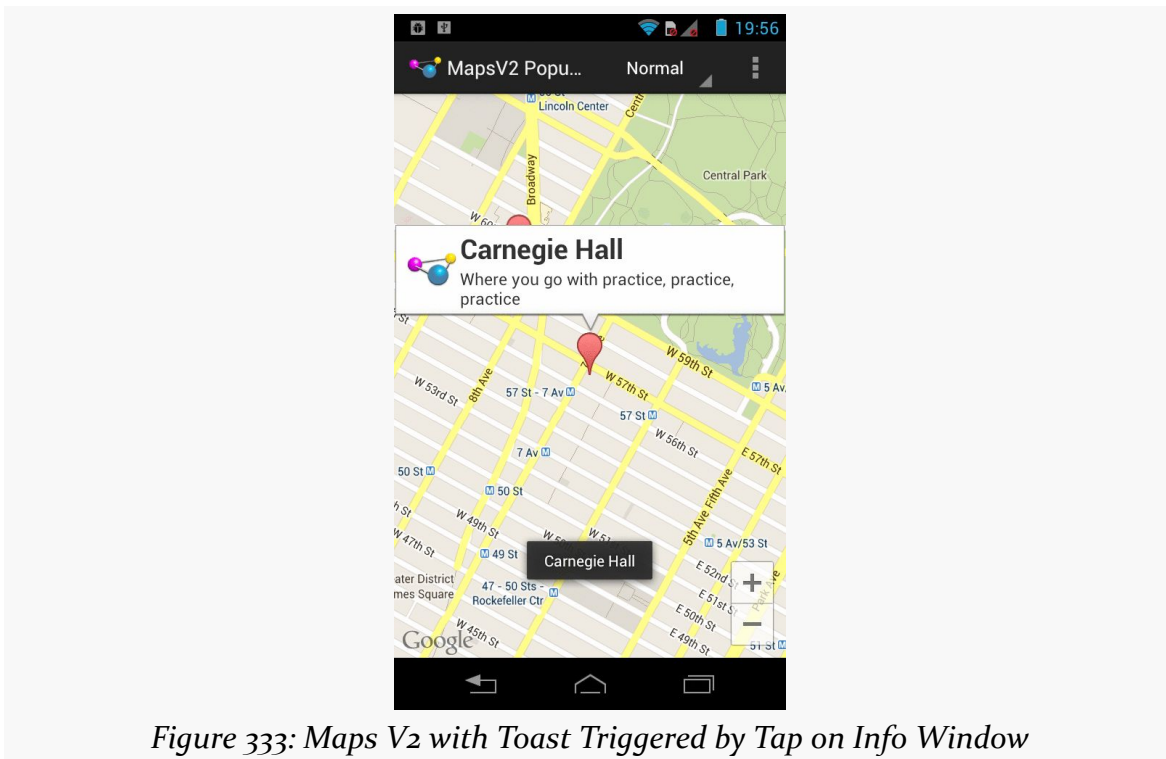 19:56
MapsV2 Popu...
Normal
Lincoln Center
Broadway
Central Park
W 60
Carnegie Hall
Where you go with practice, practice,
practice
W 59th St
W 57th St
W 53rd St
8th Ave
57 St - 7 Av M
M 5 Av
57 St M
W 56th St
7 Av M
E 57th St
50 St M
M 50 St
5th Ave
Fifth Ave
W 49th St
W 47th St
M 49 St
M 5 Av/53 St
Carnegie Hall
E 52nd
ater District
mes Square
47 - 50 Sts -
Rockefeller Ctr
M
E 51st S
Park Ave
+
E 50th St
−
W 45th St
E 49th St
51 St M
Google
Figure 333: Maps V2 with Toast Triggered by Tap on Info Window